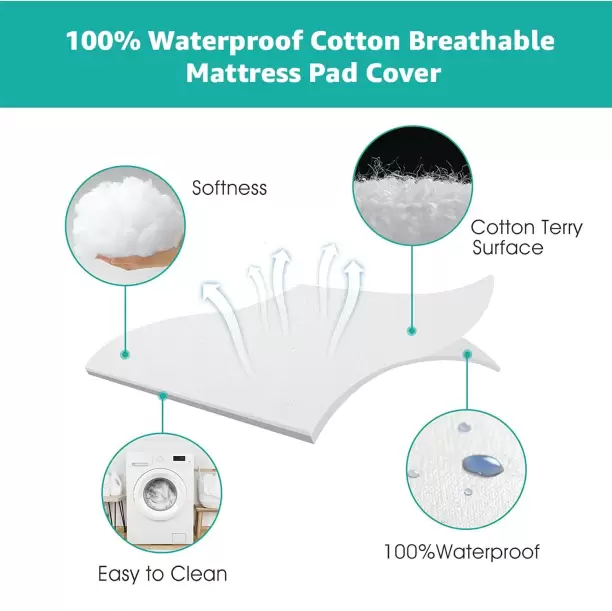 100% Waterproof Cotton Breathable
Mattress Pad Cover
Softness
Cotton Terry
Surface
Easy to Clean
100%Waterproof